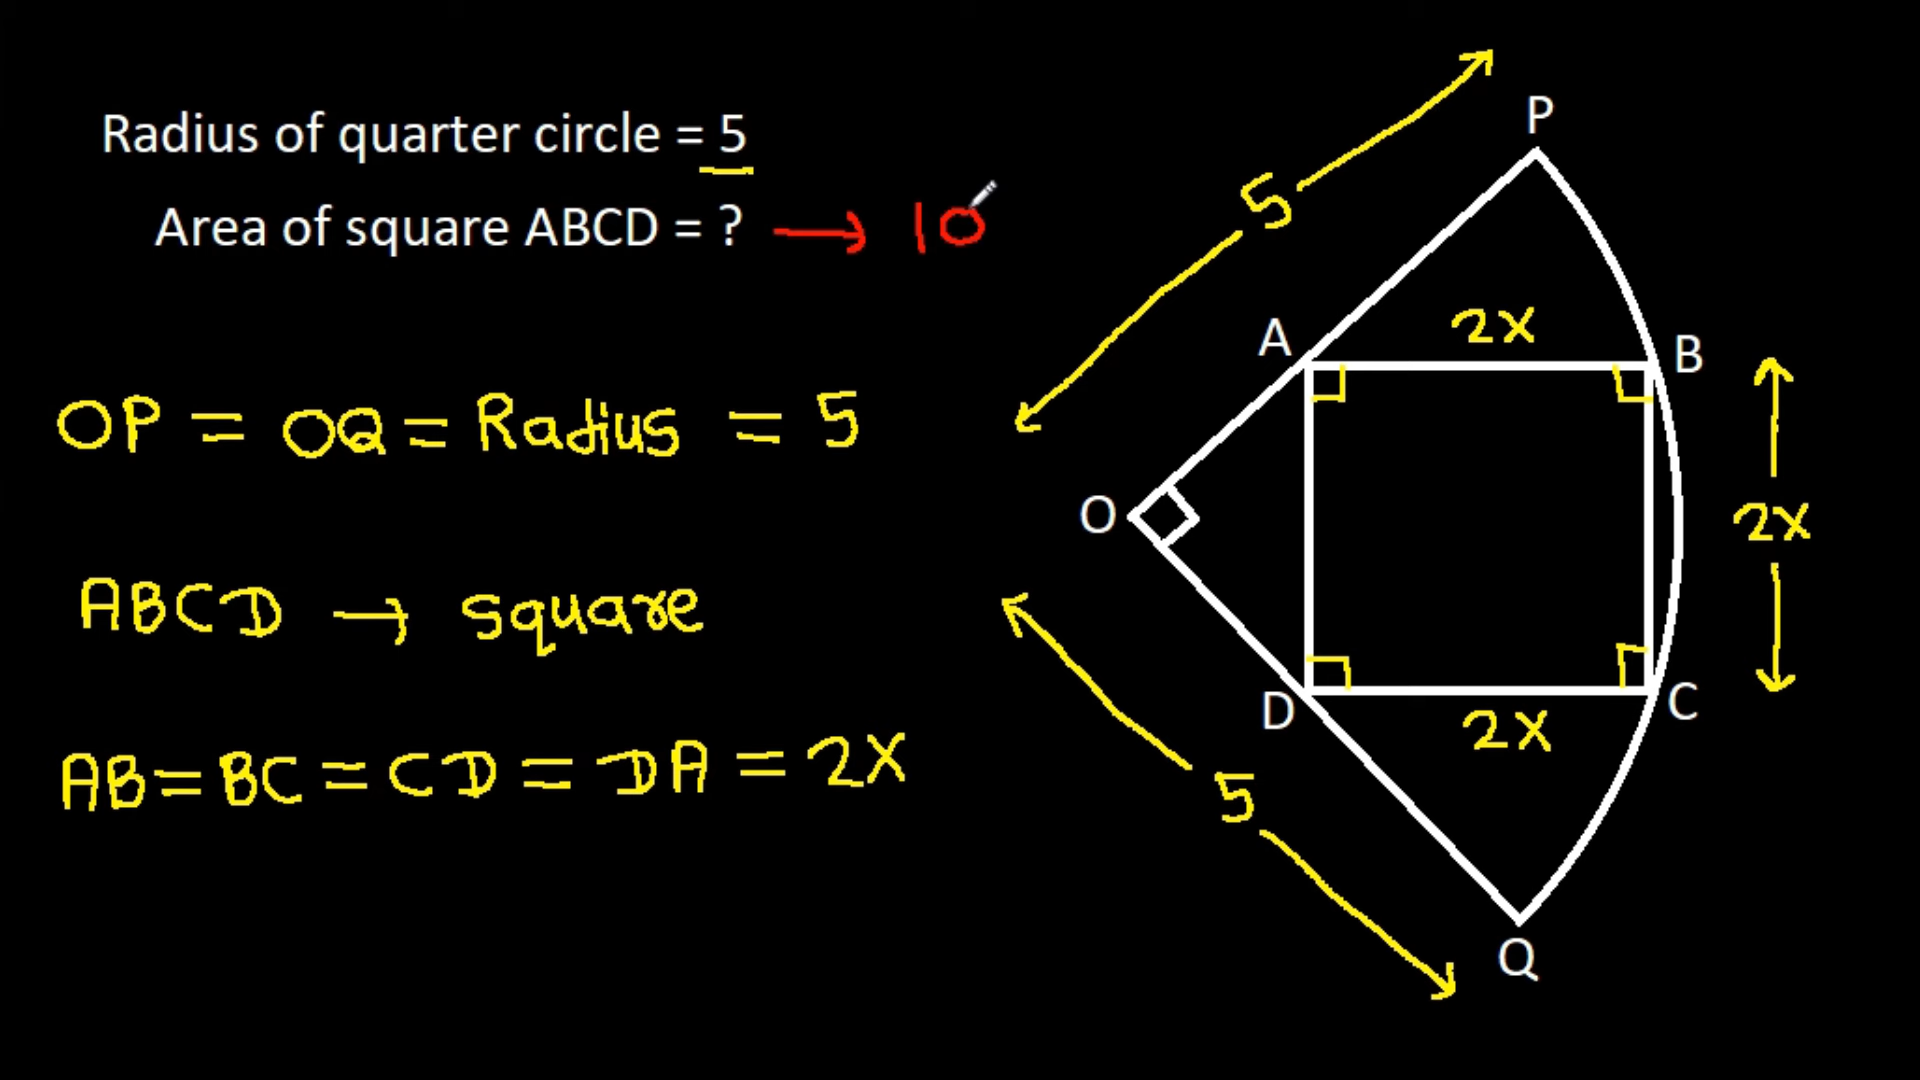 Radius of quarter circle = 5
Area of square ABCD = ? → 10
OP = OQ = Radius = 5
ABCD → square
AB = BC = CD = DA = 2x
P
5
A
2x
B
O
2x
D
2x
C
5
Q